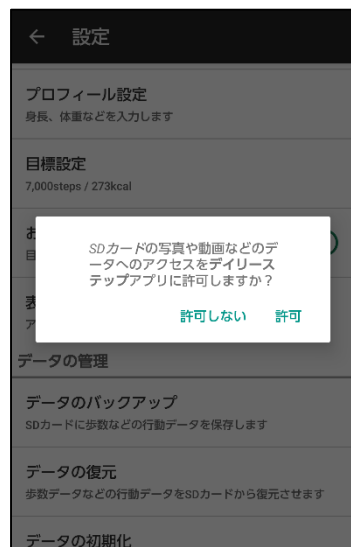 ← 設定
プロフィール設定
身長、体重などを入力します
目標設定
7,000steps / 273kcal
お
目
SDカードの写真や動画などのデ
ータへのアクセスをデイリース
テップアプリに許可しますか？
許可しない 許可
表
ア
データの管理
データのバックアップ
SDカードに歩数などの行動データを保存します
データの復元
歩数データなどの行動データをSDカードから復元させます
データの初期化